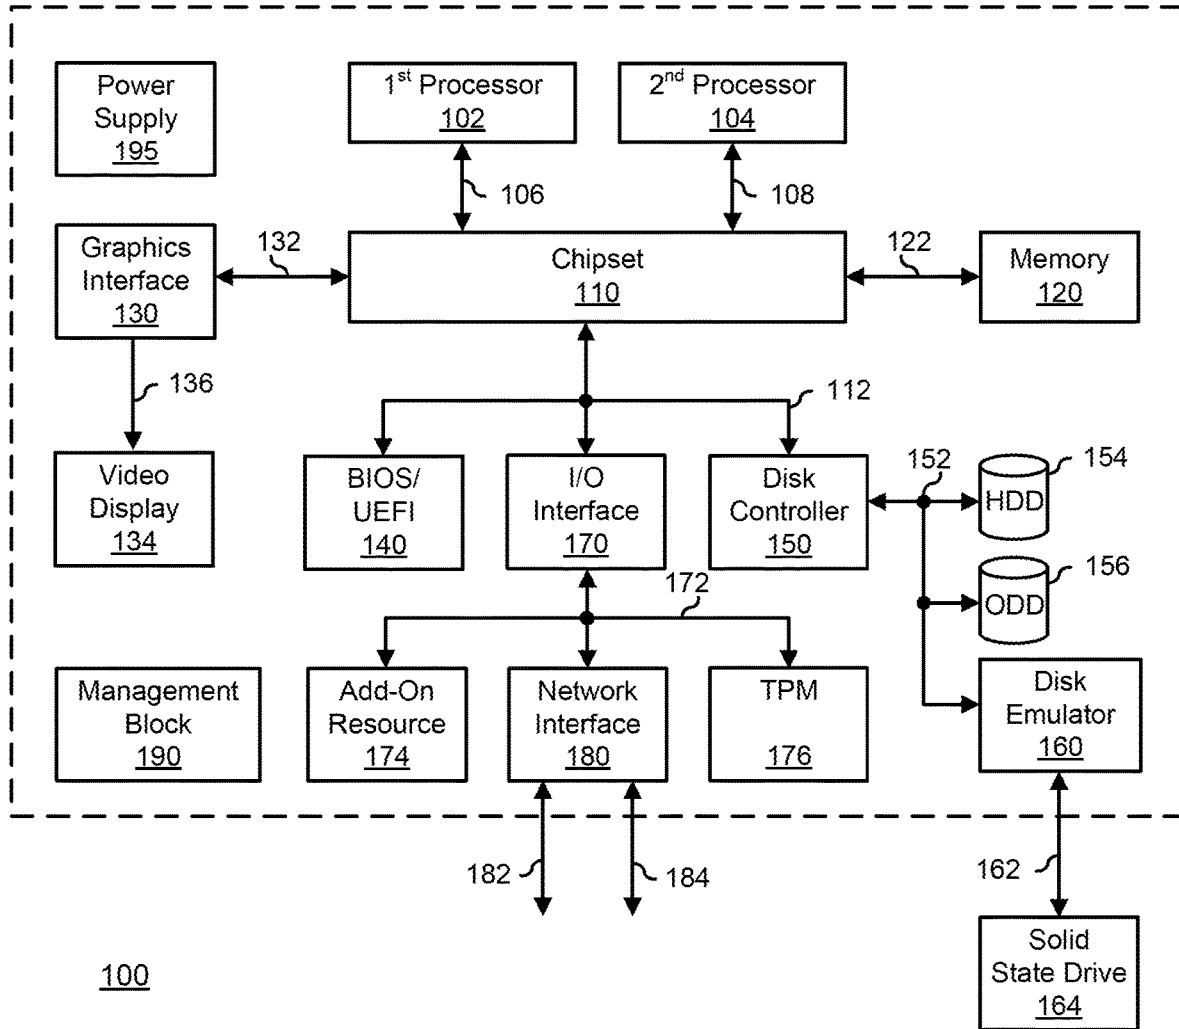 Power
Supply
195
1st Processor
102
2nd Processor
104
106
108
Graphics
Interface
130
132
Chipset
110
122
Memory
120
136
112
Video
Display
134
BIOS/
UEFI
140
I/O
Interface
170
Disk
Controller
150
152
HDD
154
ODD
156
172
Management
Block
190
Add-On
Resource
174
Network
Interface
180
TPM
176
Disk
Emulator
160
182
184
162
Solid
State Drive
164
100